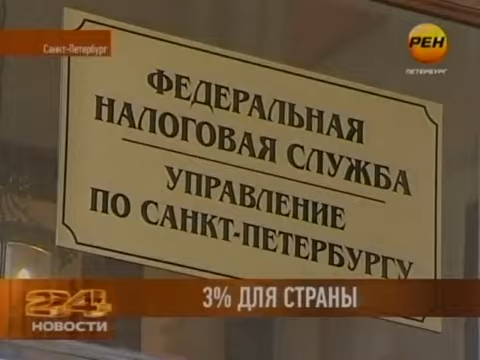 Санкт-Петербург
РЕН
ПЕТЕРБУРГ
ФЕДЕРАЛЬНАЯ
НАЛОГОВАЯ СЛУЖБА
УПРАВЛЕНИЕ
ПО САНКТ-ПЕТЕРБУРГУ
24
НОВОСТИ
3% ДЛЯ СТРАНЫ